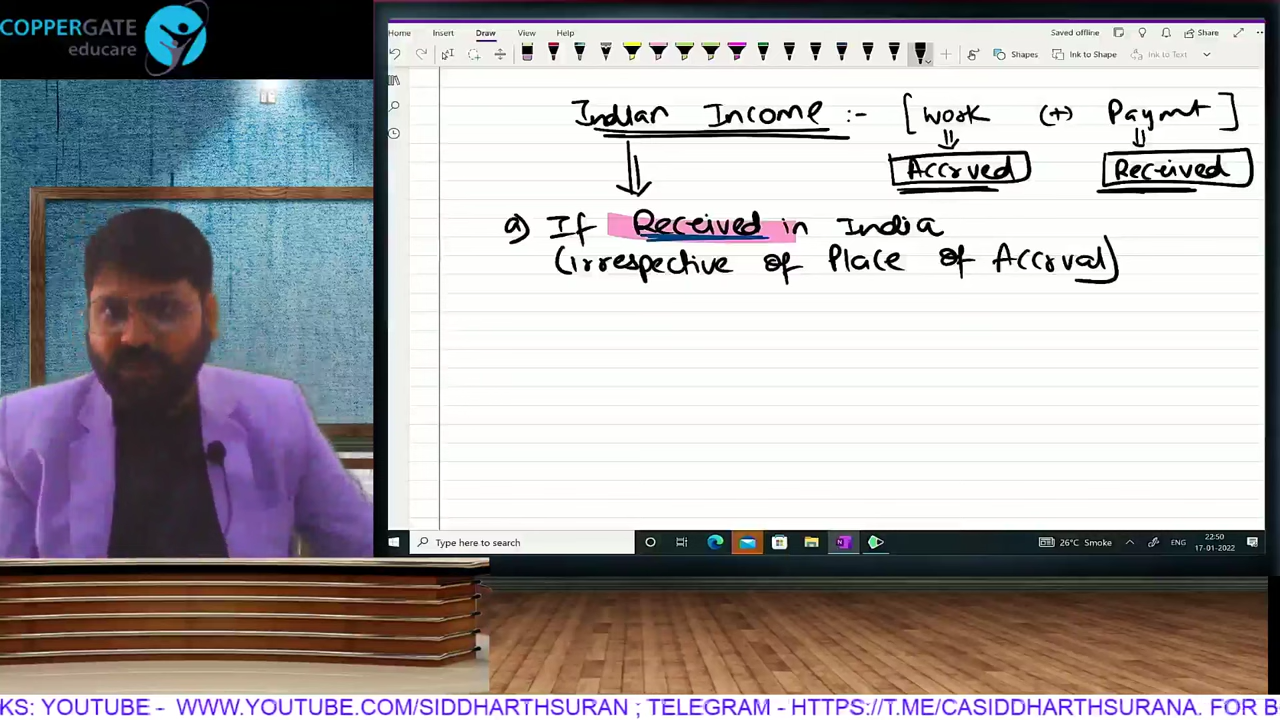 COPPERGATE
educare
Home Insert Draw View Help
Saved offline
Share
Shapes
Ink to Shape
Ink to Text
Indian Income :- [Work (+) Paymt]
Accrued Received
a) If Received in India
(irrespective of Place of Accrual)
Type here to search
26°C Smoke
ENG
22:50
17-01-2022
KS: YOUTUBE - WWW.YOUTUBE.COM/SIDDHARTHSURAN ; TELEGRAM - HTTPS://T.ME/CASIDDHARTHSURANA. FOR B